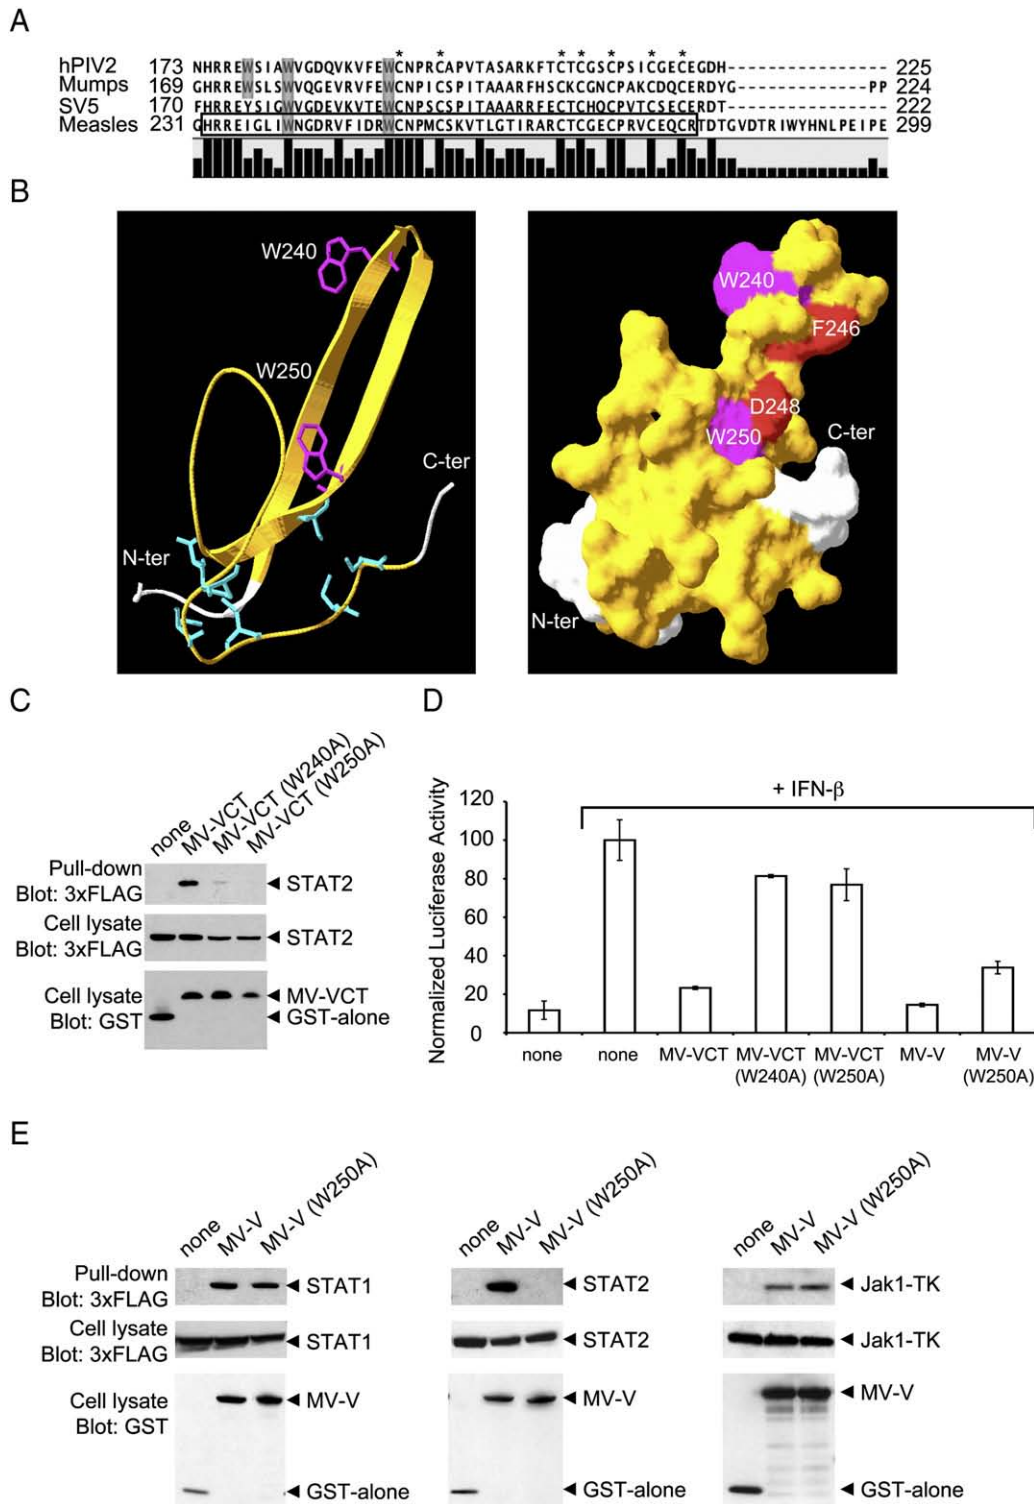 A
* * * * * * *
hPIV2 173 NHRREWSIAWVGDQVKVFEWCNPRCAPVTASARKFTCTCGSCPSICGECEGDH---------------- 225
Mumps 169 GHRREWSLSWVQGEVRVFEWCNPICSPITAAARFHSCKCGNCPAKCDQCERDYG--------------PP 224
SV5 170 FHRREYSIGWVGDEVKVTEWCNPSCSPITAAARRFECTCHQCPVTCSECERDT---------------- 222
Measles 231 GHRREIGLIWNGDRVFIDRWCNPMCSKVTLGTIRARCTCGECPRVCEQCRTDTGVDTRIWYHNLPEIPE 299
B
W240
W250
C-ter
N-ter
W240
F246
D248
W250
C-ter
N-ter
C
none
MV-VCT
MV-VCT (W240A)
MV-VCT (W250A)
Pull-down
Blot: 3xFLAG
STAT2
Cell lysate
Blot: 3xFLAG
STAT2
Cell lysate
Blot: GST
MV-VCT
GST-alone
D
+ IFN-β
Normalized Luciferase Activity
120
100
80
60
40
20
0
none
none
MV-VCT
MV-VCT
(W240A)
MV-VCT
(W250A)
MV-V
MV-V
(W250A)
E
none
MV-V
MV-V (W250A)
Pull-down
Blot: 3xFLAG
STAT1
Cell lysate
Blot: 3xFLAG
STAT1
Cell lysate
Blot: GST
MV-V
GST-alone
none
MV-V
MV-V (W250A)
STAT2
STAT2
MV-V
GST-alone
none
MV-V
MV-V (W250A)
Jak1-TK
Jak1-TK
MV-V
GST-alone